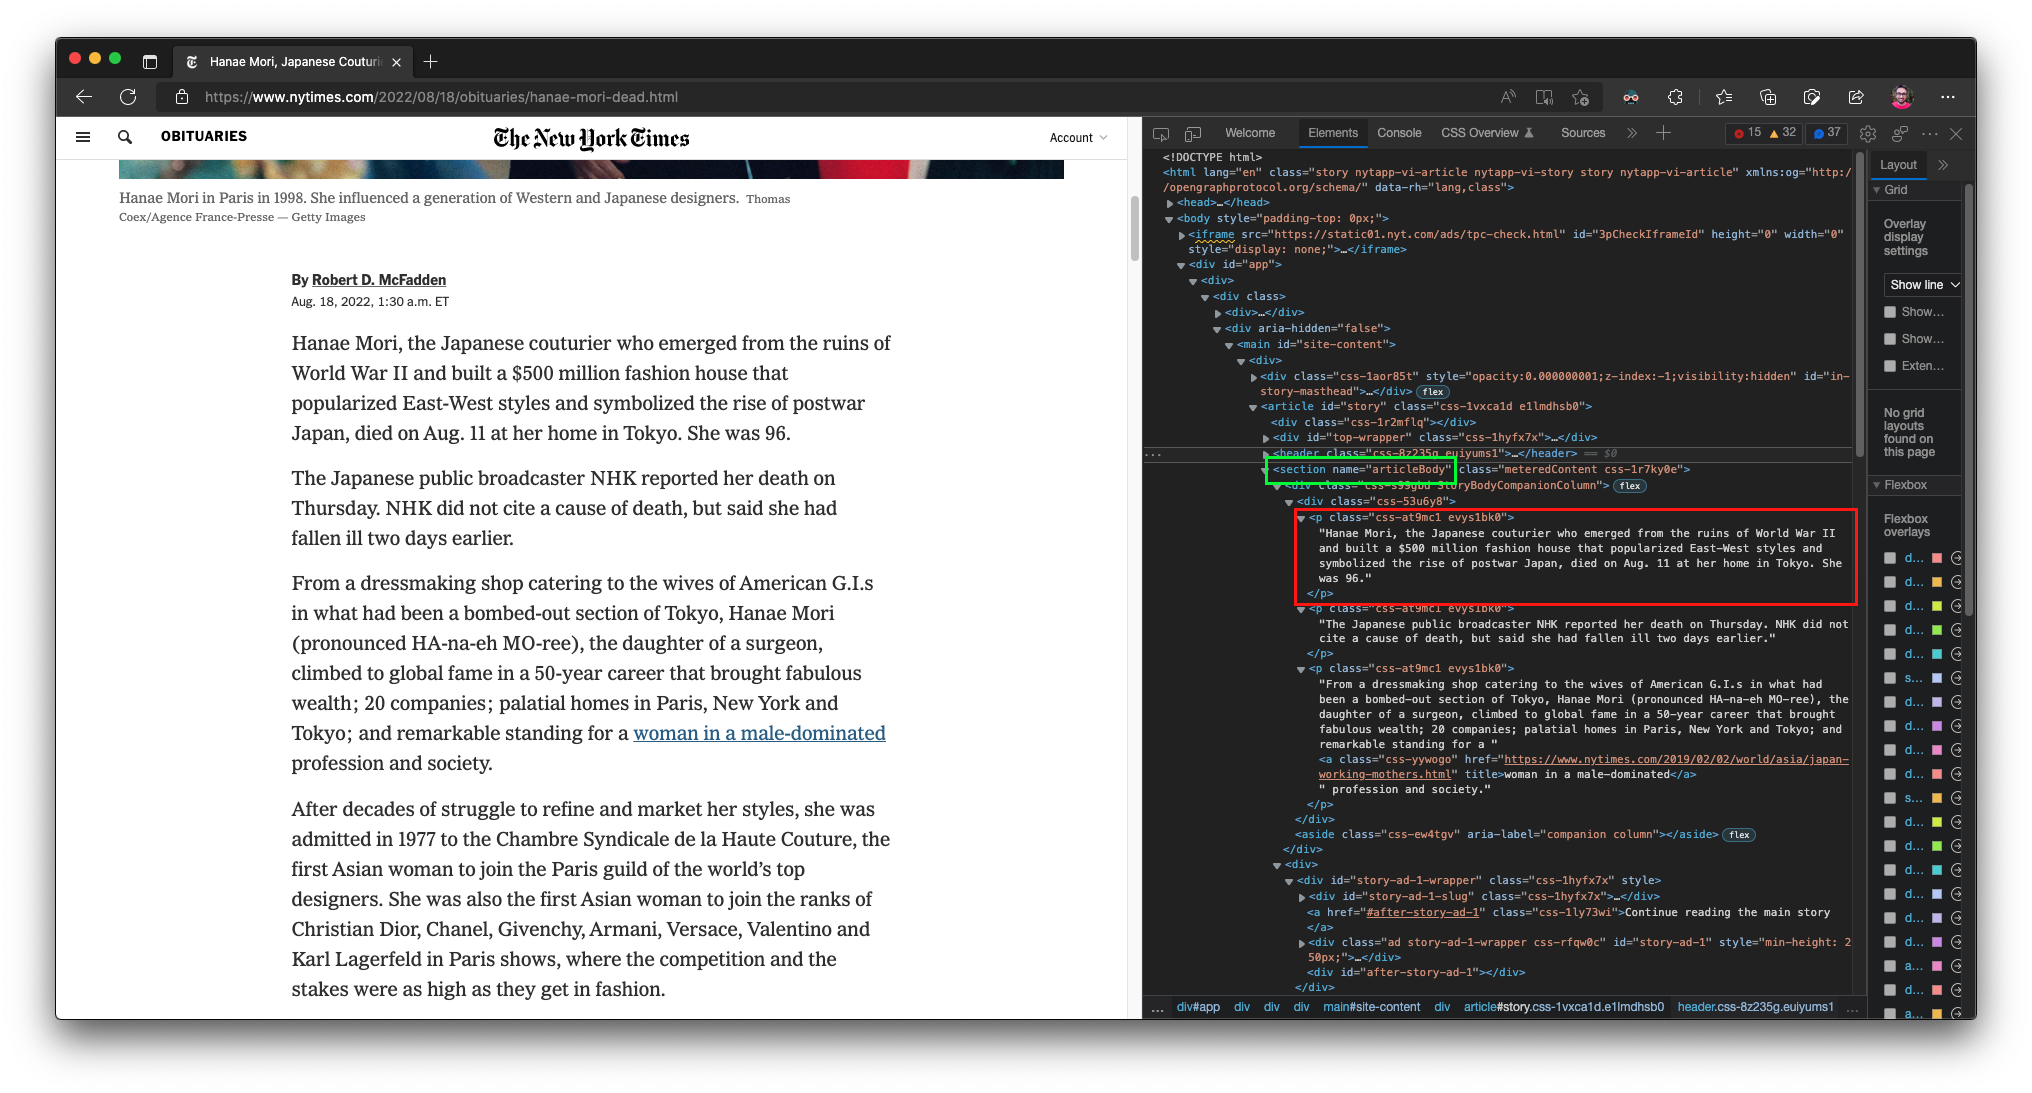 Hanae Mori, Japanese Couturi
https://www.nytimes.com/2022/08/18/obituaries/hanae-mori-dead.html
OBITUARIES
The New York Times
Account
Hanae Mori in Paris in 1998. She influenced a generation of Western and Japanese designers. Thomas
Coex/Agence France-Presse — Getty Images
By Robert D. McFadden
Aug. 18, 2022, 1:30 a.m. ET
Hanae Mori, the Japanese couturier who emerged from the ruins of
World War II and built a $500 million fashion house that
popularized East-West styles and symbolized the rise of postwar
Japan, died on Aug. 11 at her home in Tokyo. She was 96.
The Japanese public broadcaster NHK reported her death on
Thursday. NHK did not cite a cause of death, but said she had
fallen ill two days earlier.
From a dressmaking shop catering to the wives of American G.I.s
in what had been a bombed-out section of Tokyo, Hanae Mori
(pronounced HA-na-eh MO-ree), the daughter of a surgeon,
climbed to global fame in a 50-year career that brought fabulous
wealth; 20 companies; palatial homes in Paris, New York and
Tokyo; and remarkable standing for a woman in a male-dominated
profession and society.
After decades of struggle to refine and market her styles, she was
admitted in 1977 to the Chambre Syndicale de la Haute Couture, the
first Asian woman to join the Paris guild of the world's top
designers. She was also the first Asian woman to join the ranks of
Christian Dior, Chanel, Givenchy, Armani, Versace, Valentino and
Karl Lagerfeld in Paris shows, where the competition and the
stakes were as high as they get in fashion.
Welcome Elements Console CSS Overview Sources 15 32 37
<!DOCTYPE html>
<html lang="en" class="story nytapp-vi-article nytapp-vi-story story nytapp-vi-article" xmlns:og="http:/
/opengraphprotocol.org/schema/" data-rh="lang,class">
<head>…</head>
<body style="padding-top: 0px;">
<iframe src="https://static01.nyt.com/ads/tpc-check.html" id="3pCheckIframeId" height="0" width="0"
style="display: none;">…</iframe>
<div id="app">
<div>
<div class>
<div>…</div>
<div aria-hidden="false">
<main id="site-content">
<div>
<div class="css-1aor85t" style="opacity:0.000000001;z-index:-1;visibility:hidden" id="in-
story-masthead">…</div> flex
<article id="story" class="css-1vxca1d e1lmdhsb0">
<div class="css-1r2mflq"></div>
<div id="top-wrapper" class="css-1hyfx7x">…</div>
<header class="css-8z235g euiyums1">…</header> == $0
<section name="articleBody" class="meteredContent css-1r7ky0e">
<div class="css-s99gbd StoryBodyCompanionColumn"> flex
<div class="css-53u6y8">
<p class="css-at9mc1 evys1bk0">
"Hanae Mori, the Japanese couturier who emerged from the ruins of World War II
and built a $500 million fashion house that popularized East-West styles and
symbolized the rise of postwar Japan, died on Aug. 11 at her home in Tokyo. She
was 96."
</p>
<p class="css-at9mc1 evys1bk0">
"The Japanese public broadcaster NHK reported her death on Thursday. NHK did not
cite a cause of death, but said she had fallen ill two days earlier."
</p>
<p class="css-at9mc1 evys1bk0">
"From a dressmaking shop catering to the wives of American G.I.s in what had
been a bombed-out section of Tokyo, Hanae Mori (pronounced HA-na-eh MO-ree), the
daughter of a surgeon, climbed to global fame in a 50-year career that brought
fabulous wealth; 20 companies; palatial homes in Paris, New York and Tokyo; and
remarkable standing for a "
<a class="css-yywogo" href="https://www.nytimes.com/2019/02/02/world/asia/japan-
working-mothers.html" title>woman in a male-dominated</a>
" profession and society."
</p>
</div>
<aside class="css-ew4tgv" aria-label="companion column"></aside> flex
</div>
<div>
<div id="story-ad-1-wrapper" class="css-1hyfx7x" style>
<div id="story-ad-1-slug" class="css-1hyfx7x">…</div>
<a href="#after-story-ad-1" class="css-1ly73wi">Continue reading the main story
</a>
<div class="ad story-ad-1-wrapper css-rfqw0c" id="story-ad-1" style="min-height: 2
50px;">…</div>
<div id="after-story-ad-1"></div>
</div>
... div#app div div div main#site-content div article#story.css-1vxca1d.e1lmdhsb0 header.css-8z235g.euiyums1 ...
Layout
Grid
Overlay
display
settings
Show line
Show...
Show...
Exten...
No grid
layouts
found on
this page
Flexbox
Flexbox
overlays
d...
d...
d...
d...
d...
s...
d...
d...
d...
d...
s...
d...
d...
d...
d...
d...
d...
a...
d...
a...